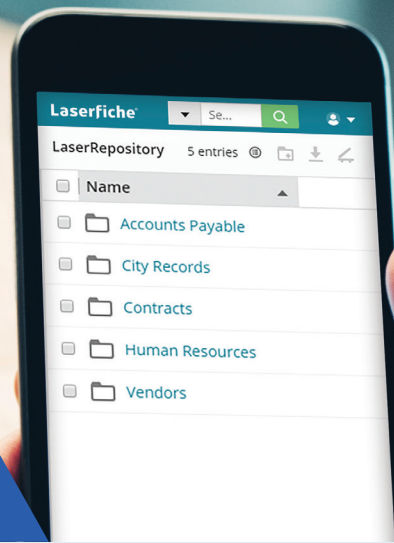 Laserfiche Se...
LaserRepository 5 entries
Name
Accounts Payable
City Records
Contracts
Human Resources
Vendors